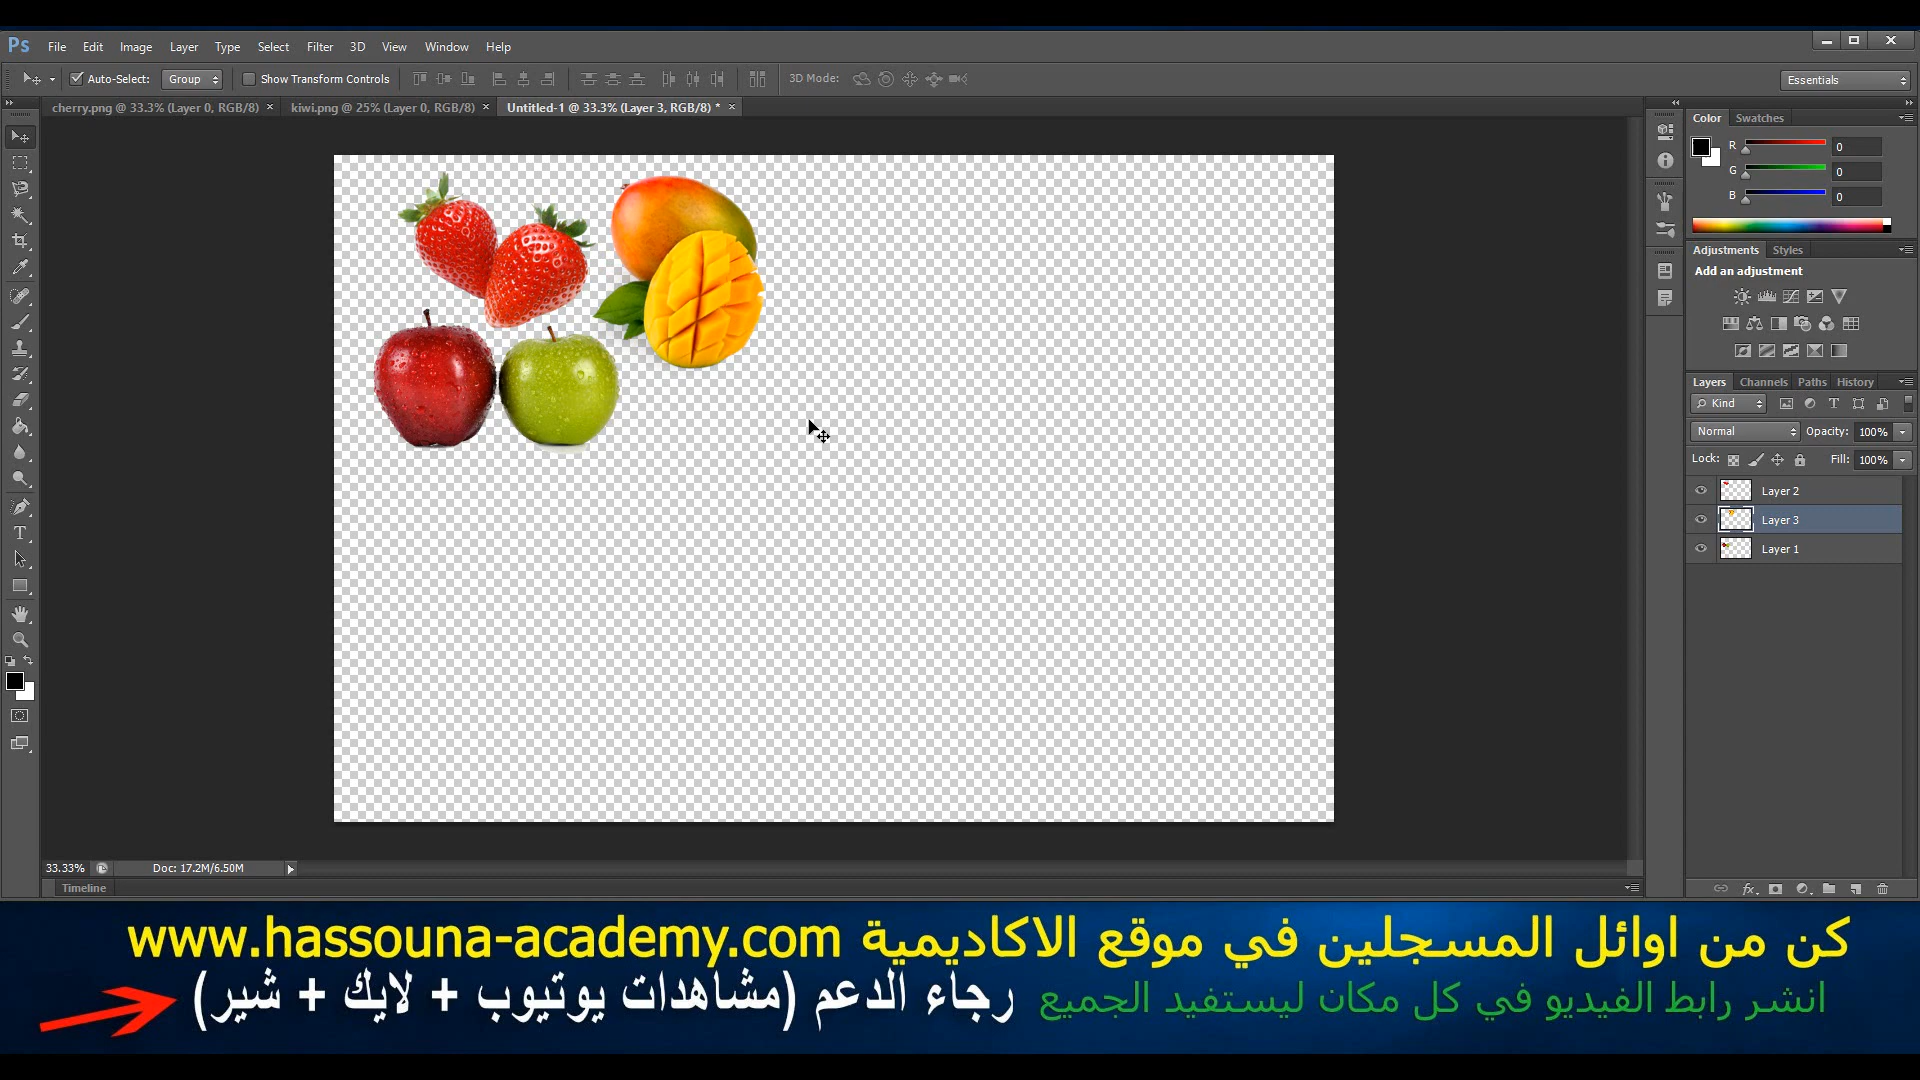 Ps File Edit Image Layer Type Select Filter 3D View Window Help
Auto-Select: Group Show Transform Controls 3D Mode: Essentials
cherry.png @ 33.3% (Layer 0, RGB/8) × kiwi.png @ 25% (Layer 0, RGB/8) × Untitled-1 @ 33.3% (Layer 3, RGB/8) * ×
Color Swatches
R 0
G 0
B 0
Adjustments Styles
Add an adjustment
Layers Channels Paths History
Kind
Normal Opacity: 100%
Lock: Fill: 100%
Layer 2
Layer 3
Layer 1
33.33% Doc: 17.2M/6.50M
Timeline
كن من اوائل المسجلين في موقع الاكاديمية www.hassouna-academy.com
انشر رابط الفيديو في كل مكان ليستفيد الجميع رجاء الدعم (مشاهدات يوتيوب + لايك + شير)